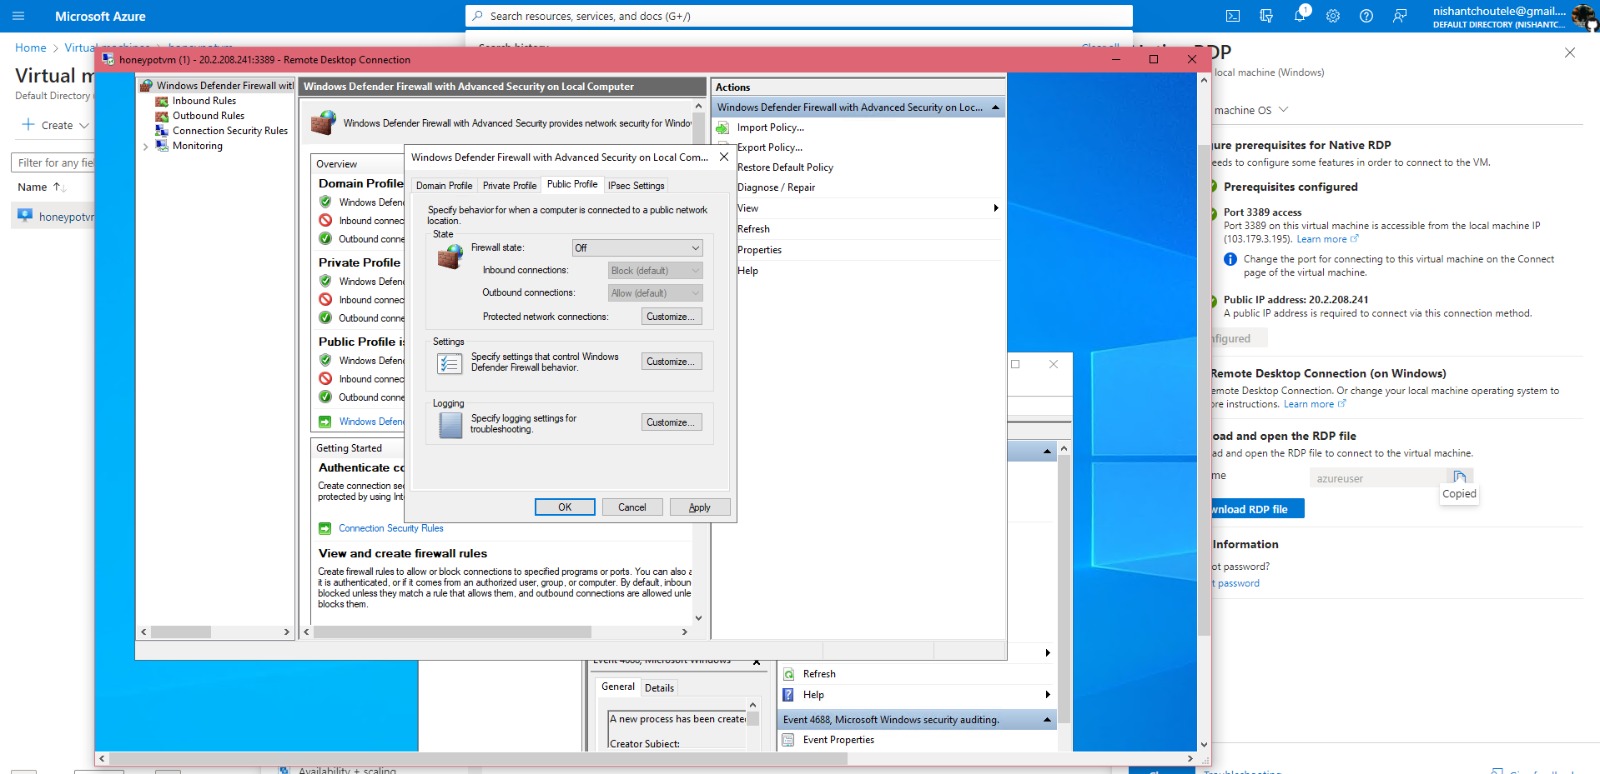 Microsoft Azure
Search resources, services, and docs (G+/)
1
nishantchoutele@gmail....
DEFAULT DIRECTORY (NISHANTC...
Home > Virtual machines > honeypotvm
Search history
Clear all
RDP
honeypotvm (1) - 20.2.208.241:3389 - Remote Desktop Connection
Virtual m
Default Directory
Create
Filter for any fiel
Name
honeypotvm
local machine (Windows)
machine OS
Windows Defender Firewall wit
Inbound Rules
Outbound Rules
Connection Security Rules
Monitoring
Windows Defender Firewall with Advanced Security on Local Computer
Windows Defender Firewall with Advanced Security provides network security for Window
Overview
Domain Profile
Windows Defen
Inbound connec
Outbound conne
Private Profile
Windows Defen
Inbound connec
Outbound conne
Public Profile is
Windows Defen
Inbound connec
Outbound conne
Windows Defen
Getting Started
Authenticate co
Create connection sec
protected by using Inte
Connection Security Rules
View and create firewall rules
Create firewall rules to allow or block connections to specified programs or ports. You can also a
it is authenticated, or if it comes from an authorized user, group, or computer. By default, inboun
blocked unless they match a rule that allows them, and outbound connections are allowed unle
blocks them.
Windows Defender Firewall with Advanced Security on Local Com...
Domain Profile
Private Profile
Public Profile
IPsec Settings
Specify behavior for when a computer is connected to a public network
location.
State
Firewall state:
Off
Inbound connections:
Block (default)
Outbound connections:
Allow (default)
Protected network connections:
Customize...
Settings
Specify settings that control Windows
Defender Firewall behavior.
Customize...
Logging
Specify logging settings for
troubleshooting.
Customize...
OK
Cancel
Apply
Actions
Windows Defender Firewall with Advanced Security on Loc...
Import Policy...
Export Policy...
Restore Default Policy
Diagnose / Repair
View
Refresh
Properties
Help
Event 4688, Microsoft Windows
General
Details
A new process has been create
Creator Subject:
Refresh
Help
Event 4688, Microsoft Windows security auditing.
Event Properties
ure prerequisites for Native RDP
eeds to configure some features in order to connect to the VM.
Prerequisites configured
Port 3389 access
Port 3389 on this virtual machine is accessible from the local machine IP
(103.179.3.195). Learn more
Change the port for connecting to this virtual machine on the Connect
page of the virtual machine.
Public IP address: 20.2.208.241
A public IP address is required to connect via this connection method.
figured
Remote Desktop Connection (on Windows)
emote Desktop Connection. Or change your local machine operating system to
re instructions. Learn more
load and open the RDP file
ad and open the RDP file to connect to the virtual machine.
me
azureuser
Copied
wnload RDP file
Information
ot password?
t password
Availability + scaling
Troubleshooting
Give feedback